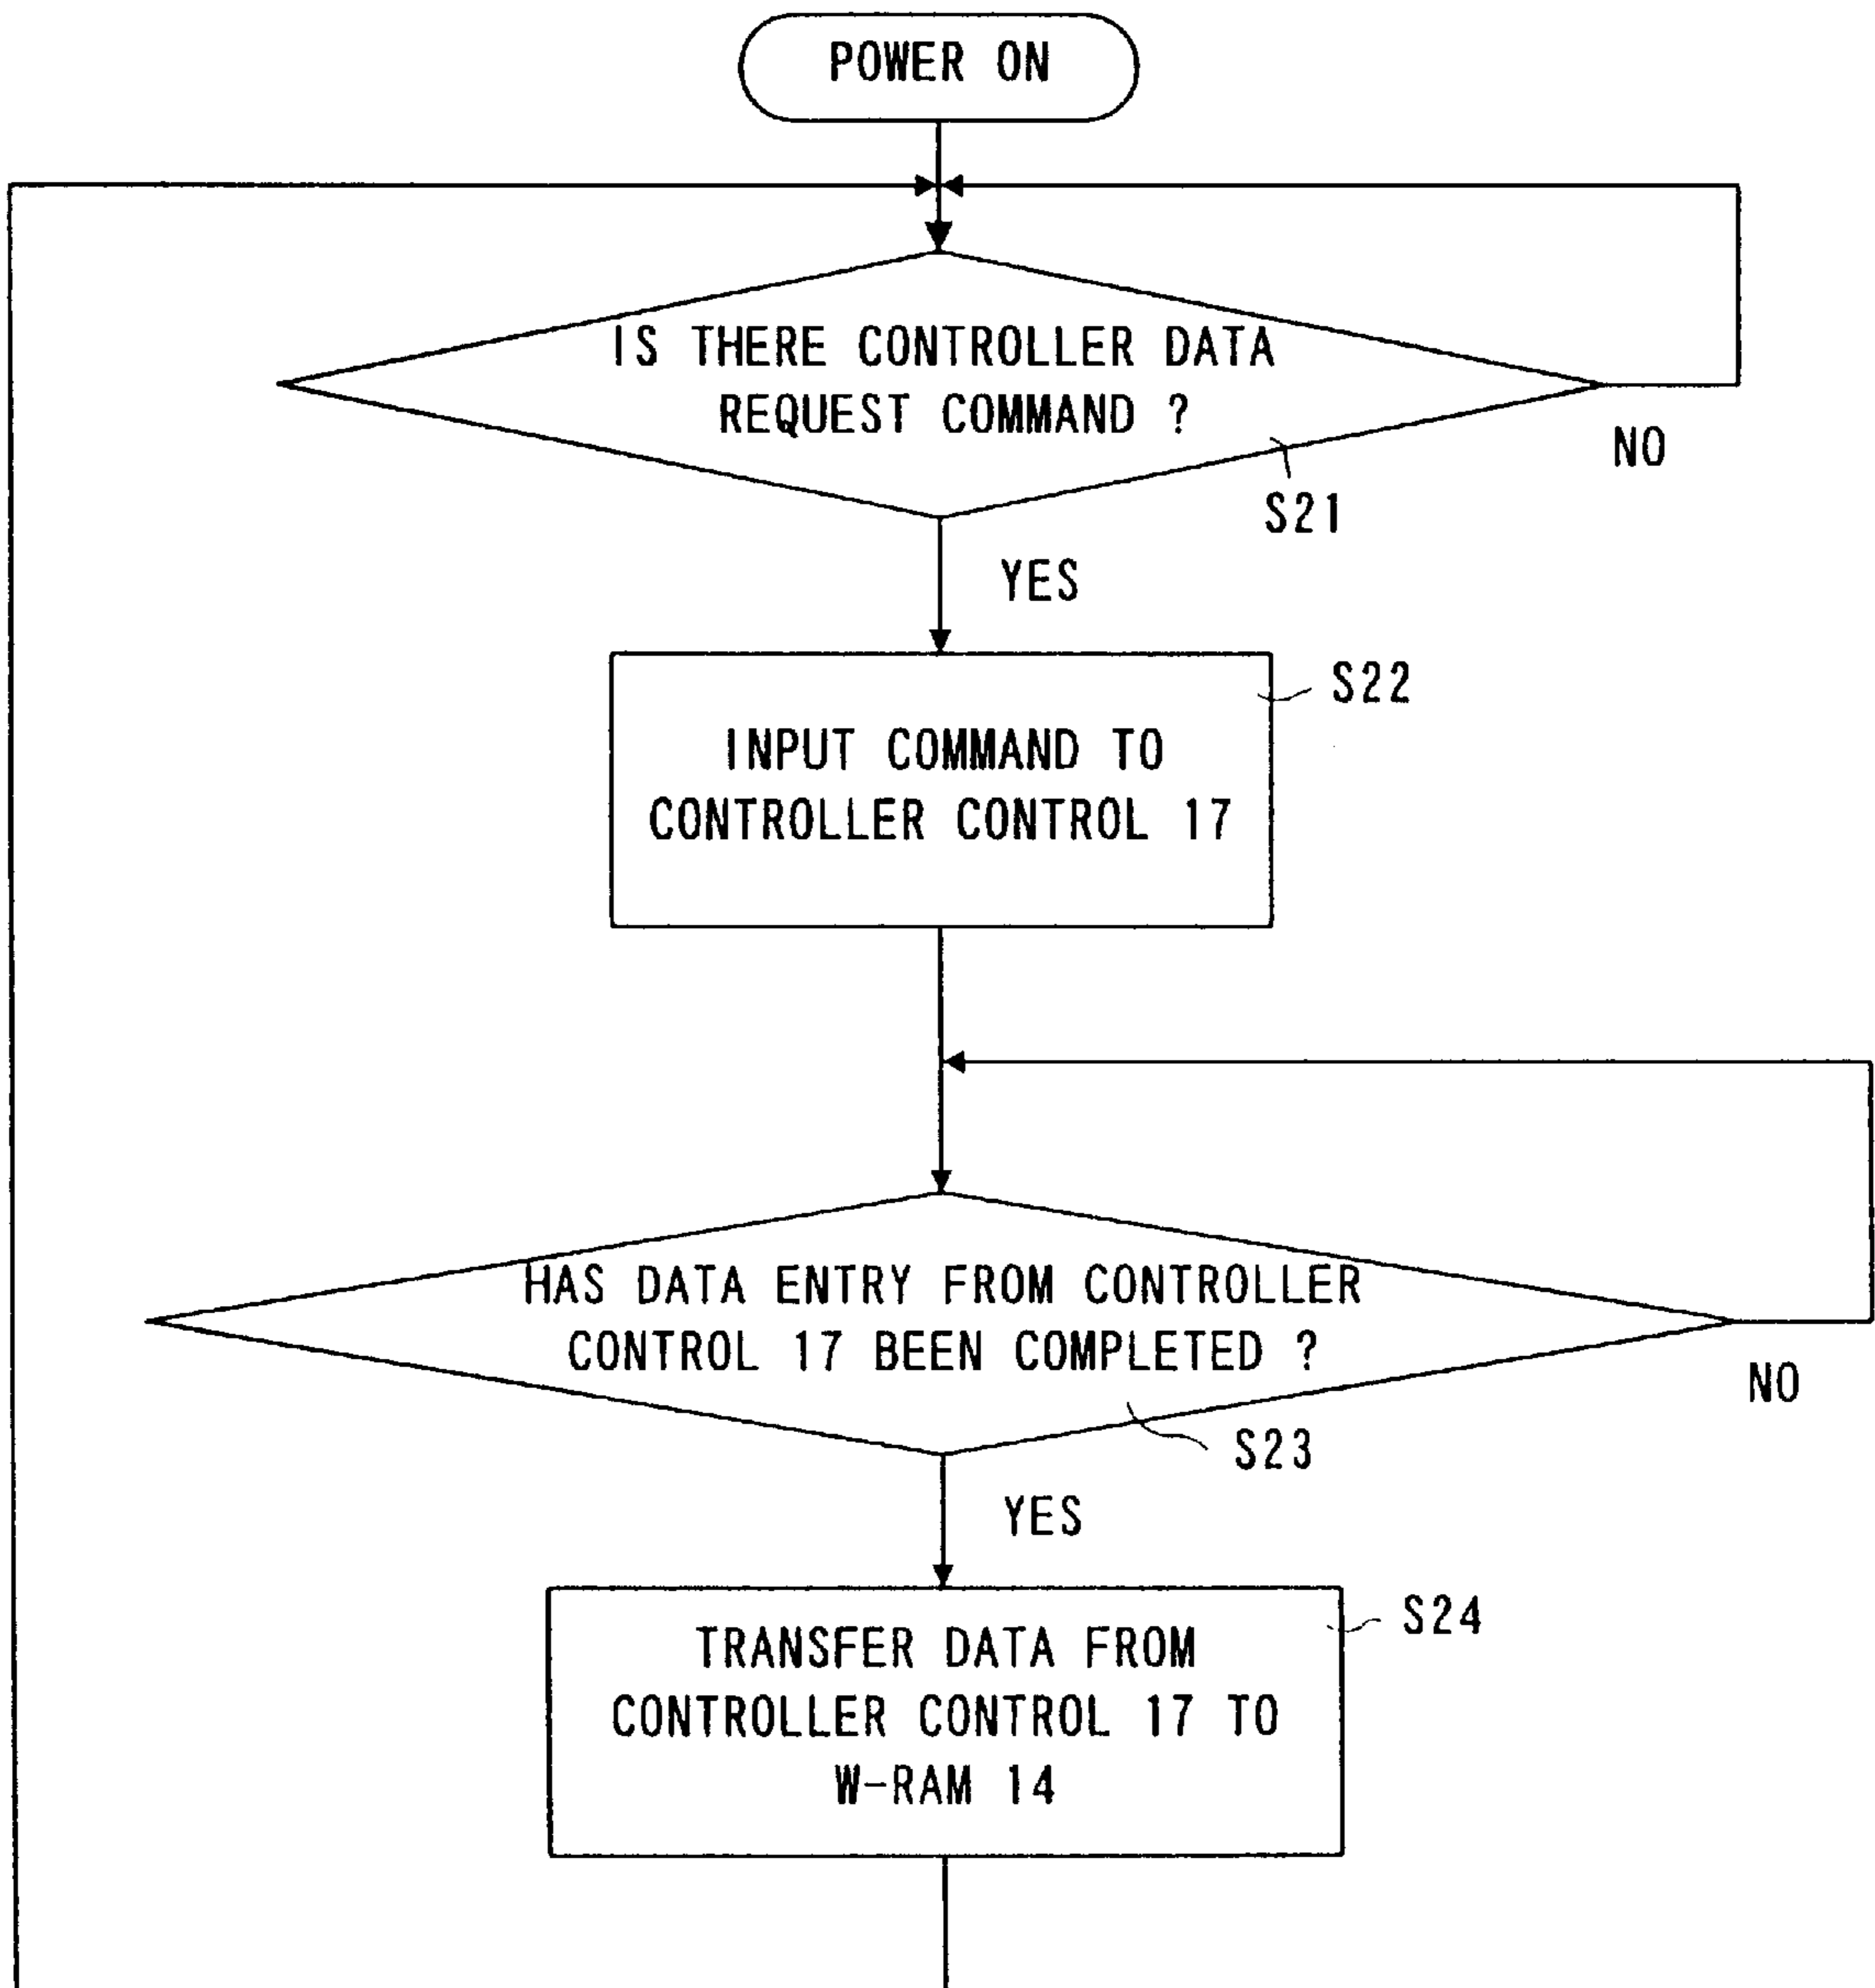 POWER ON
IS THERE CONTROLLER DATA
REQUEST COMMAND ?
NO
S21
YES
S22
INPUT COMMAND TO
CONTROLLER CONTROL 17
HAS DATA ENTRY FROM CONTROLLER
CONTROL 17 BEEN COMPLETED ?
NO
S23
YES
S24
TRANSFER DATA FROM
CONTROLLER CONTROL 17 TO
W-RAM 14